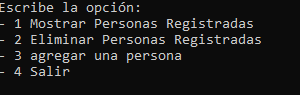 Escribe la opción:
- 1 Mostrar Personas Registradas
- 2 Eliminar Personas Registradas
- 3 agregar una persona
- 4 Salir